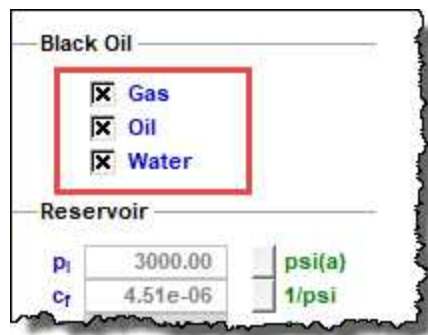 Black Oil
Gas
Oil
Water
Reservoir
pi 3000.00 psi(a)
cf 4.51e-06 1/psi